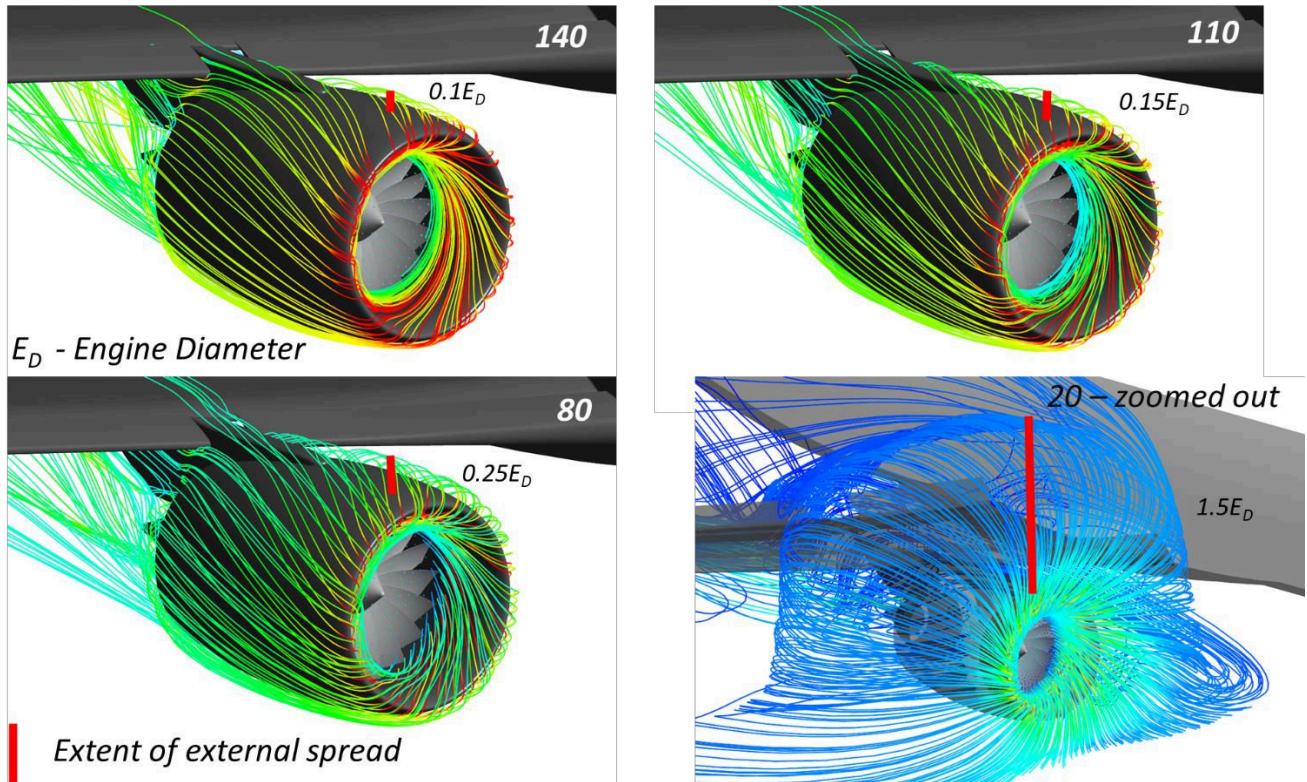 140
0.1E_D
E_D - Engine Diameter
110
0.15E_D
80
0.25E_D
Extent of external spread
20 – zoomed out
1.5E_D